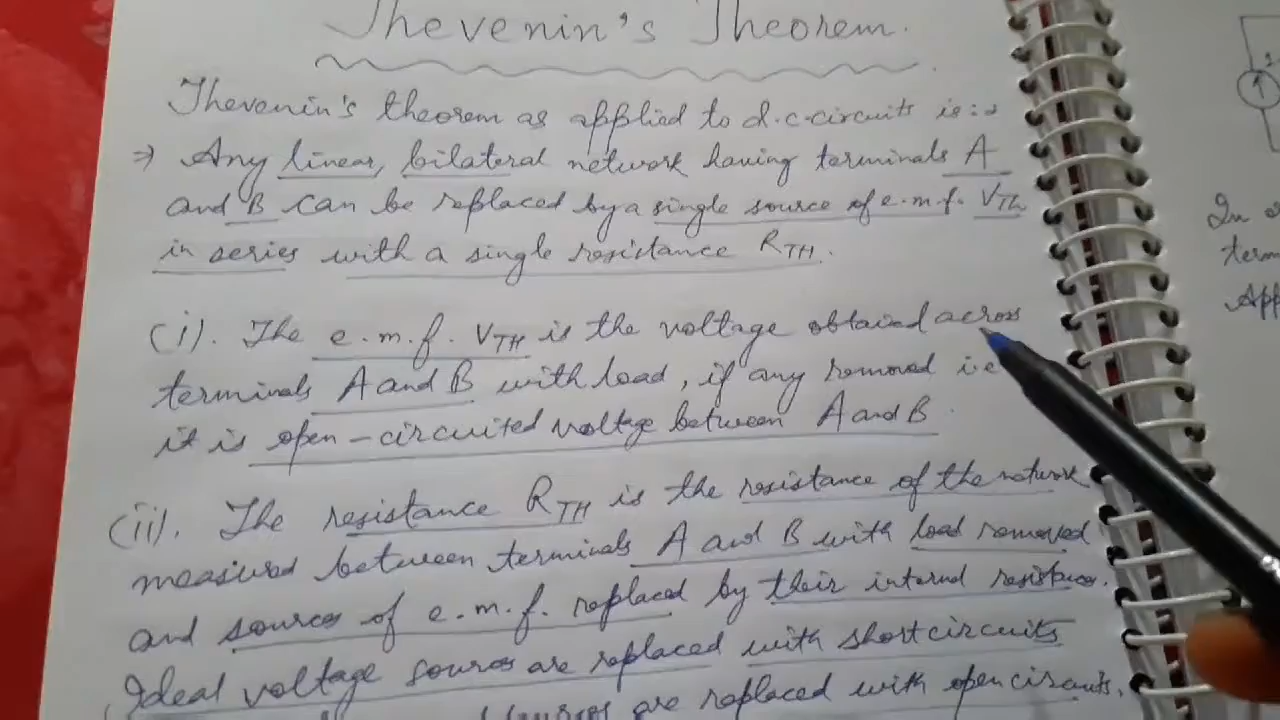 Thevenin's Theorem.
Thevenin's theorem as applied to d.c. circuits is :→
⇒ Any linear, bilateral network having terminals A
and B can be replaced by a single source of e.m.f. VTh
in series with a single resistance RTH.
(i). The e.m.f. VTH is the voltage obtained across
terminals A and B with load, if any removed i.e
it is open-circuited voltage between A and B.
(ii). The resistance RTH is the resistance of the network
measured between terminals A and B with load removed
and sources of e.m.f. replaced by their internal resistances.
Ideal voltage sources are replaced with short circuits
are replaced with open circuits.
In
term
App